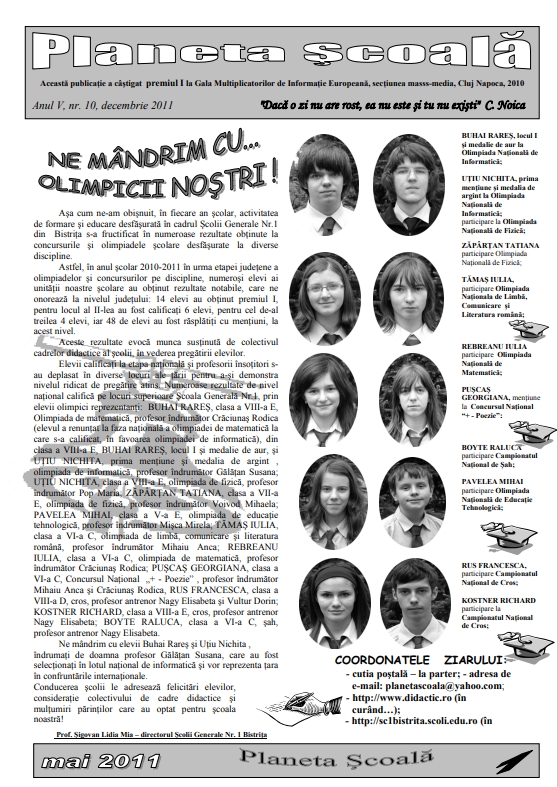 Planeta Şcoală
Această publicaţie a câştigat premiul I la Gala Multiplicatorilor de Informaţie Europeană, secţiunea masss-media, Cluj Napoca, 2010
Anul V, nr. 10, decembrie 2011
"Dacă o zi nu are rost, ea nu este şi tu nu exişti" C. Noica
NE MÂNDRIM CU...
OLIMPICII NOŞTRI !
Aşa cum ne-am obişnuit, în fiecare an şcolar, activitatea
de formare şi educare desfăşurată în cadrul Şcolii Generale Nr.1
din Bistriţa s-a fructificat în numeroase rezultate obţinute la
concursurile şi olimpiadele şcolare desfăşurate la diverse
discipline.
Astfel, în anul şcolar 2010-2011 în urma etapei judeţene a
olimpiadelor şi concursurilor pe discipline, numeroşi elevi ai
unităţii noastre şcolare au obţinut rezultate notabile, care ne
onorează la nivelul judeţului: 14 elevi au obţinut premiul I,
pentru locul al II-lea au fost calificaţi 6 elevi, pentru cel de-al
treilea 4 elevi, iar 48 de elevi au fost răsplătiţi cu menţiuni, la
acest nivel.
Aceste rezultate evocă munca susţinută de colectivul
cadrelor didactice al şcolii, în vederea pregătirii elevilor.
Elevii calificaţi la etapa naţională şi profesorii însoţitori s-
au deplasat în diverse locuri ale ţării pentru a-şi demonstra
nivelul ridicat de pregătire atins. Numeroase rezultate de nivel
naţional califică pe locuri superioare Şcoala Generală Nr.1, prin
elevii olimpici reprezentanţi: BUHAI RAREŞ, clasa a VIII-a E,
Olimpiada de matematică, profesor îndrumător Crăciunaş Rodica
(elevul a renunţat la faza naţională a olimpiadei de matematică la
care s-a calificat, în favoarea olimpiadei de informatică), din
clasa a VIII-a E, BUHAI RAREŞ, locul I şi medalie de aur, şi
UŢIU NICHITA, prima menţiune şi medalia de argint ,
olimpiada de informatică, profesor îndrumător Gălăţan Susana;
UŢIU NICHITA, clasa a VIII-a E, olimpiada de fizică, profesor
îndrumător Pop Maria; ZĂPÂRŢAN TATIANA, clasa a VII-a
E, olimpiada de fizică, profesor îndrumător Voivod Mihaela;
PAVELEA MIHAI, clasa a V-a E, olimpiada de educaţie
tehnologică, profesor îndrumător Mişca Mirela; TĂMAŞ IULIA,
clasa a VI-a C, olimpiada de limbă, comunicare şi literatura
română, profesor îndrumător Mihaiu Anca; REBREANU
IULIA, clasa a VI-a C, olimpiada de matematică, profesor
îndrumător Crăciunaş Rodica; PUŞCAŞ GEORGIANA, clasa a
VI-a C, Concursul Naţional „+ - Poezie” , profesor îndrumător
Mihaiu Anca şi Crăciunaş Rodica, RUS FRANCESCA, clasa a
VIII-a D, cros, profesor antrenor Nagy Elisabeta şi Vultur Dorin;
KOSTNER RICHARD, clasa a VIII-a E, cros, profesor antrenor
Nagy Elisabeta; BOYTE RALUCA, clasa a VI-a C, şah,
profesor antrenor Nagy Elisabeta.
Ne mândrim cu elevii Buhai Rareş şi Uţiu Nichita ,
îndrumaţi de doamna profesor Gălăţan Susana, care au fost
selecţionaţi în lotul naţional de informatică şi vor reprezenta ţara
în confruntările internaţionale.
Conducerea şcolii le adresează felicitări elevilor,
consideraţie colectivului de cadre didactice şi
mulţumiri părinţilor care au optat pentru şcoala
noastră!
Prof. Sigovan Lidia Mia – directorul Şcolii Generale Nr. 1 Bistriţa
BUHAI RAREŞ, locul I
şi medalie de aur la
Olimpiada Naţională de
Informatică;
UŢIU NICHITA, prima
menţiune şi medalia de
argint la Olimpiada
Naţională de
Informatică;
participare la Olimpiada
Naţională de Fizică;
ZĂPÂRŢAN TATIANA
participare Olimpiada
Naţională de Fizică;
TĂMAŞ IULIA,
participare Olimpiada
Naţionala de Limbă,
Comunicare şi
Literatura română;
REBREANU IULIA
participare Olimpiada
Naţională de
Matematică;
PUŞCAŞ
GEORGIANA, menţiune
la Concursul Naţional
“+ - Poezie”;
BOYTE RALUCA
participare Campionatul
Naţional de Şah;
PAVELEA MIHAI
participare Olimpiada
Naţională de Educaţie
Tehnologică;
RUS FRANCESCA,
participare Campionatul
Naţional de Cros;
KOSTNER RICHARD
participare la
Campionatul Naţional
de Cros;
COORDONATELE ZIARULUI:
- cutia poştală – la parter; - adresa de
e-mail: planetascoala@yahoo.com;
- http://www.didactic.ro (în
curând…);
- http://sc1bistrita.scoli.edu.ro (în
mai 2011
Planeta Şcoală